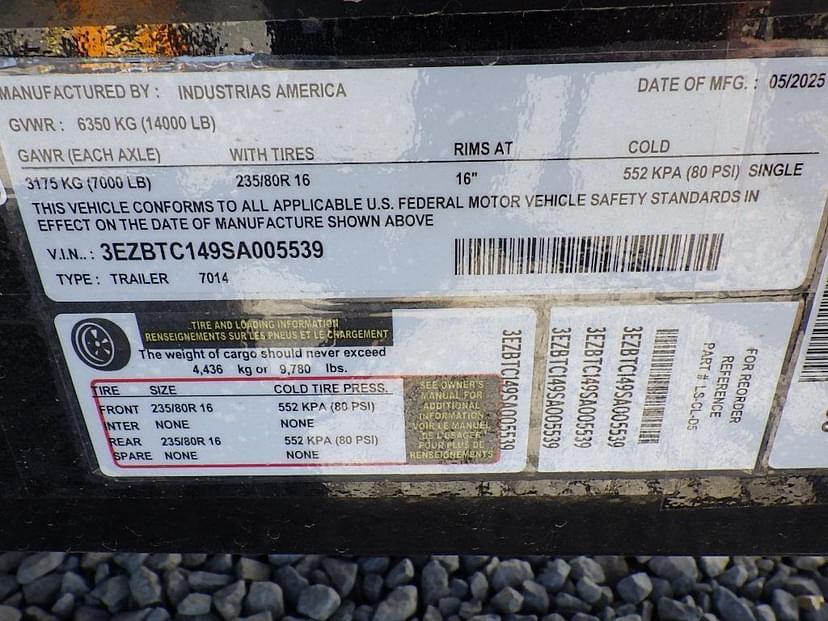 MANUFACTURED BY : INDUSTRIAS AMERICA DATE OF MFG. : 05/2025
GVWR : 6350 KG (14000 LB)
GAWR (EACH AXLE) WITH TIRES RIMS AT COLD
3175 KG (7000 LB) 235/80R 16 16" 552 KPA (80 PSI) SINGLE
THIS VEHICLE CONFORMS TO ALL APPLICABLE U.S. FEDERAL MOTOR VEHICLE SAFETY STANDARDS IN
EFFECT ON THE DATE OF MANUFACTURE SHOWN ABOVE
V.I.N.. : 3EZBTC149SA005539
TYPE : TRAILER 7014
TIRE AND LOADING INFORMATION
RENSEIGNEMENTS SUR LES PNEUS ET LE CHARGEMENT
The weight of cargo should never exceed
4,436 kg or 9,780 lbs.
TIRE SIZE COLD TIRE PRESS.
FRONT 235/80R 16 552 KPA (80 PSI)
INTER NONE NONE
REAR 235/80R 16 552 KPA (80 PSI)
SPARE NONE NONE
SEE OWNER'S
MANUAL FOR
ADDITIONAL
INFORMATION
VOIR LE MANUEL
DE L'USAGER
POUR PLUS DE
RENSEIGNEMENTS
3EZBTC149SA005539
3EZBTC149SA005539
3EZBTC149SA005539
3EZBTC149SA005539
FOR REORDER
REFERENCE
PART # LS-CL-05